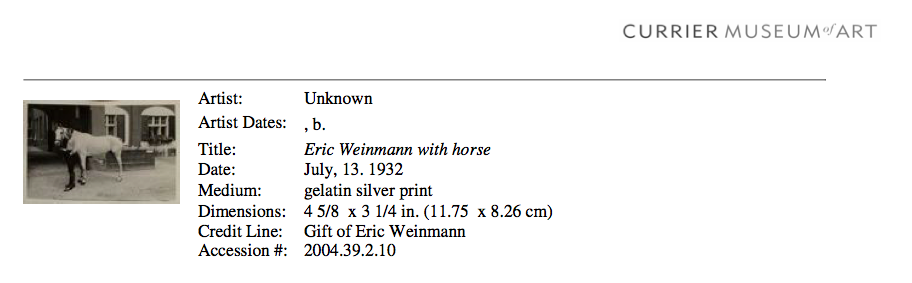 CURRIER MUSEUM of ART
Artist: Unknown
Artist Dates: , b.
Title: Eric Weinmann with horse
Date: July, 13. 1932
Medium: gelatin silver print
Dimensions: 4 5/8 x 3 1/4 in. (11.75 x 8.26 cm)
Credit Line: Gift of Eric Weinmann
Accession #: 2004.39.2.10